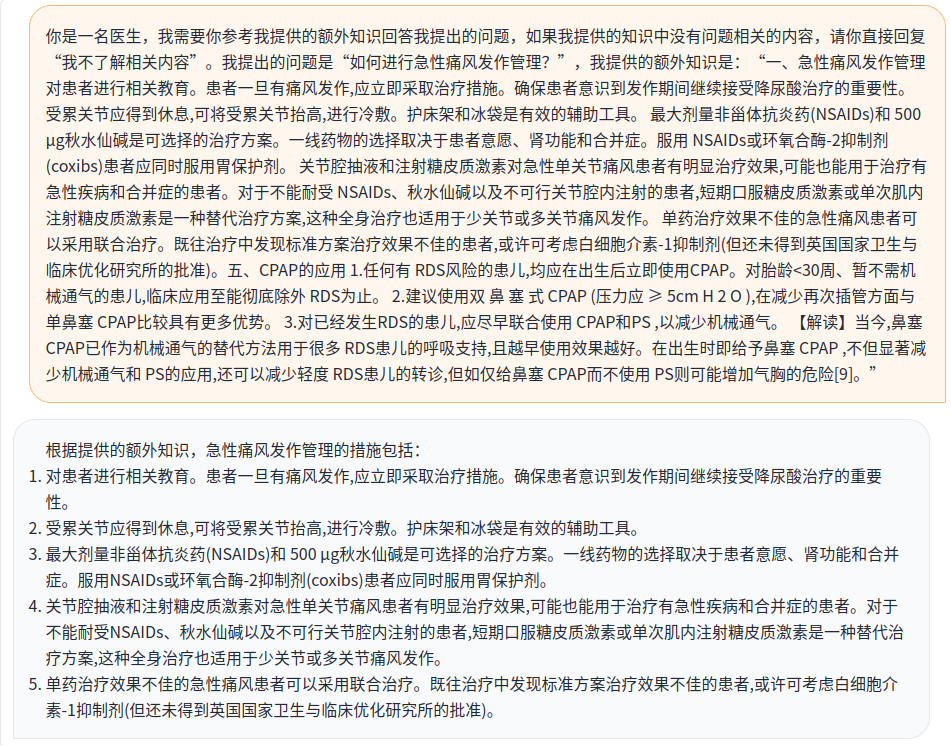 你是一名医生，我需要你参考我提供的额外知识回答我提出的问题，如果我提供的知识中没有问题相关的内容，请你直接回复
“我不了解相关内容”。我提出的问题是“如何进行急性痛风发作管理？”，我提供的额外知识是：“一、急性痛风发作管理
对患者进行相关教育。患者一旦有痛风发作,应立即采取治疗措施。确保患者意识到发作期间继续接受降尿酸治疗的重要性。
受累关节应得到休息,可将受累关节抬高,进行冷敷。护床架和冰袋是有效的辅助工具。 最大剂量非甾体抗炎药(NSAIDs)和 500
μg秋水仙碱是可选择的治疗方案。一线药物的选择取决于患者意愿、肾功能和合并症。服用 NSAIDs或环氧合酶-2抑制剂
(coxibs)患者应同时服用胃保护剂。 关节腔抽液和注射糖皮质激素对急性单关节痛风患者有明显治疗效果,可能也能用于治疗有
急性疾病和合并症的患者。对于不能耐受 NSAIDs、秋水仙碱以及不可行关节腔内注射的患者,短期口服糖皮质激素或单次肌内
注射糖皮质激素是一种替代治疗方案,这种全身治疗也适用于少关节或多关节痛风发作。 单药治疗效果不佳的急性痛风患者可
以采用联合治疗。既往治疗中发现标准方案治疗效果不佳的患者,或许可考虑白细胞介素-1抑制剂(但还未得到英国国家卫生与
临床优化研究所的批准)。五、CPAP的应用 1.任何有 RDS风险的患儿,均应在出生后立即使用CPAP。对胎龄<30周、暂不需机
械通气的患儿,临床应用至能彻底除外 RDS为止。 2.建议使用双 鼻 塞 式 CPAP (压力应 ≥ 5cm H 2 O ),在减少再次插管方面与
单鼻塞 CPAP比较具有更多优势。 3.对已经发生RDS的患儿,应尽早联合使用 CPAP和PS ,以减少机械通气。 【解读】当今,鼻塞
CPAP已作为机械通气的替代方法用于很多 RDS患儿的呼吸支持,且越早使用效果越好。在出生时即给予鼻塞 CPAP ,不但显著减
少机械通气和 PS的应用,还可以减少轻度 RDS患儿的转诊,但如仅给鼻塞 CPAP而不使用 PS则可能增加气胸的危险[9]。”
根据提供的额外知识，急性痛风发作管理的措施包括：
1. 对患者进行相关教育。患者一旦有痛风发作,应立即采取治疗措施。确保患者意识到发作期间继续接受降尿酸治疗的重要
性。
2. 受累关节应得到休息,可将受累关节抬高,进行冷敷。护床架和冰袋是有效的辅助工具。
3. 最大剂量非甾体抗炎药(NSAIDs)和 500 μg秋水仙碱是可选择的治疗方案。一线药物的选择取决于患者意愿、肾功能和合并
症。服用NSAIDs或环氧合酶-2抑制剂(coxibs)患者应同时服用胃保护剂。
4. 关节腔抽液和注射糖皮质激素对急性单关节痛风患者有明显治疗效果,可能也能用于治疗有急性疾病和合并症的患者。对于
不能耐受NSAIDs、秋水仙碱以及不可行关节腔内注射的患者,短期口服糖皮质激素或单次肌内注射糖皮质激素是一种替代治
疗方案,这种全身治疗也适用于少关节或多关节痛风发作。
5. 单药治疗效果不佳的急性痛风患者可以采用联合治疗。既往治疗中发现标准方案治疗效果不佳的患者,或许可考虑白细胞介
素-1抑制剂(但还未得到英国国家卫生与临床优化研究所的批准)。